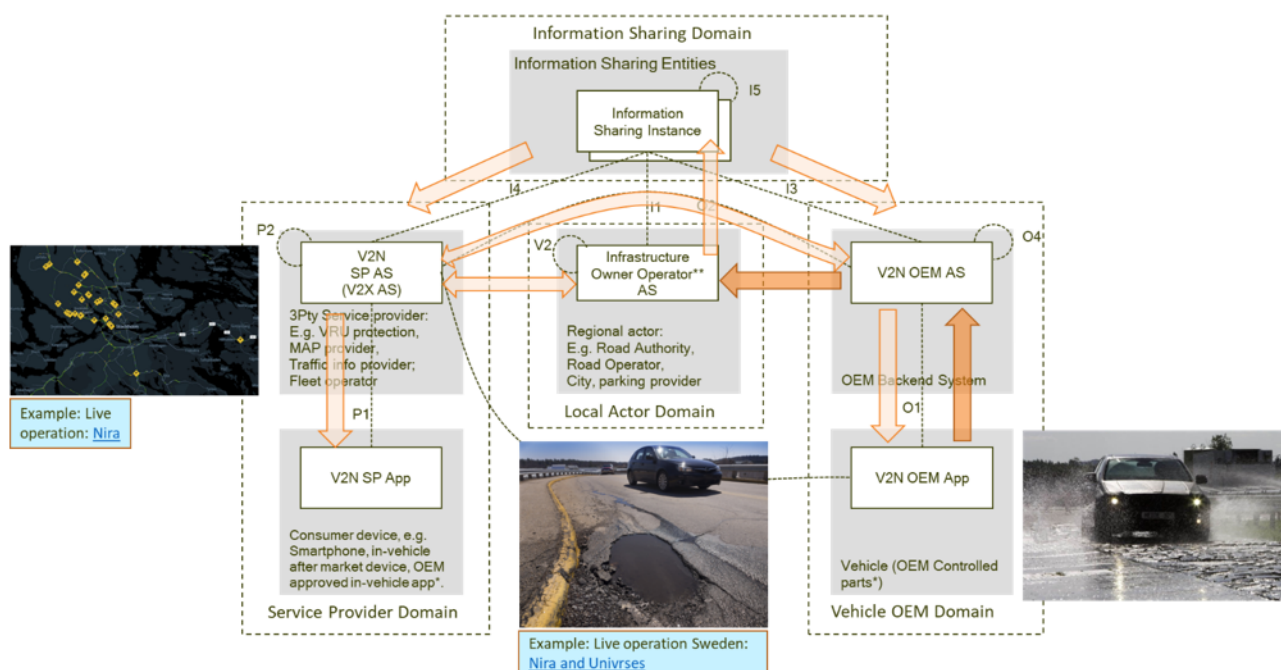 Information Sharing Domain
Information Sharing Entities
I5
Information
Sharing Instance
I4
I3
I1
O2
P2
V2N
SP AS
(V2X AS)
V2
Infrastructure
Owner Operator**
AS
V2N OEM AS
O4
3Pty Service provider:
E.g. VRU protection,
MAP provider,
Traffic info provider;
Fleet operator
Regional actor:
E.g. Road Authority,
Road Operator,
City, parking provider
OEM Backend System
Local Actor Domain
P1
O1
Example: Live
operation: Nira
V2N SP App
V2N OEM App
Consumer device, e.g.
Smartphone, in-vehicle
after market device, OEM
approved in-vehicle app*.
Vehicle (OEM Controlled
parts*)
Service Provider Domain
Vehicle OEM Domain
Example: Live operation Sweden:
Nira and Univrses